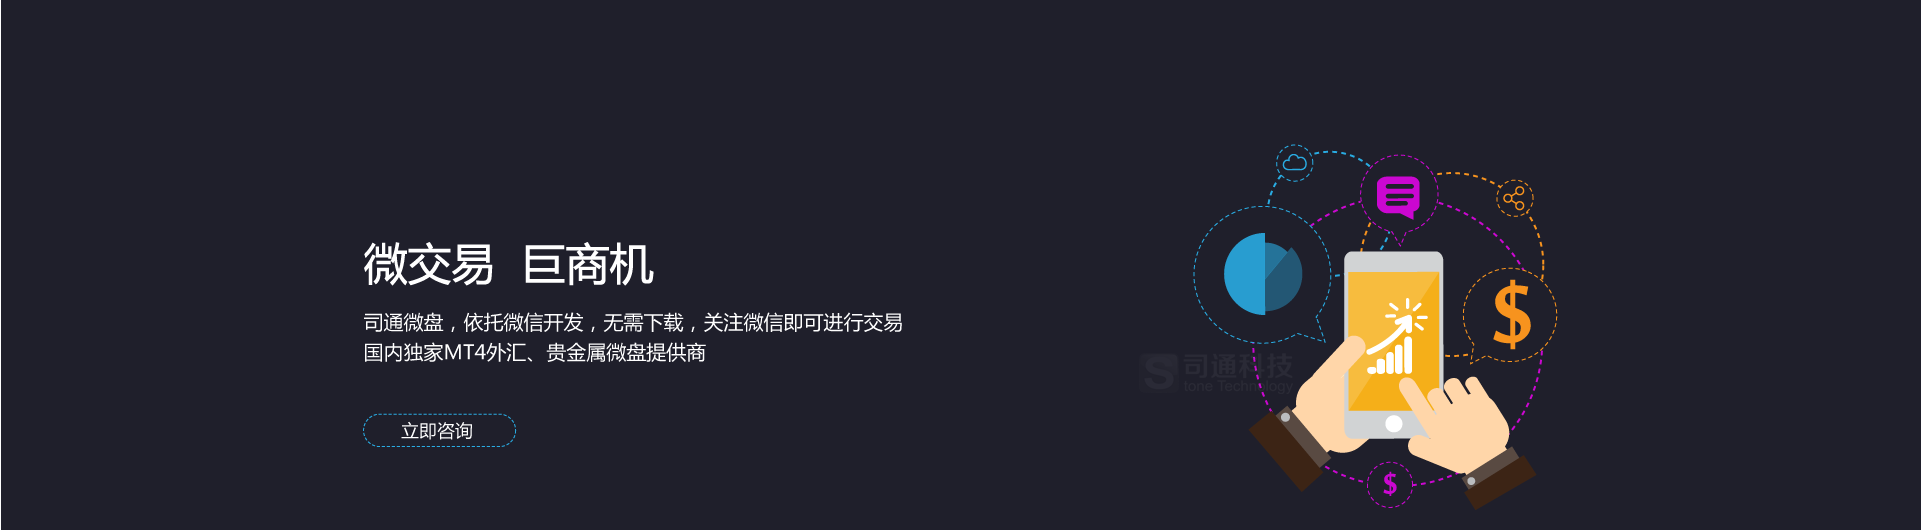 微交易 巨商机
司通微盘，依托微信开发，无需下载，关注微信即可进行交易
国内独家MT4外汇、贵金属微盘提供商
立即咨询
S 司通科技
tone Technology
$
$